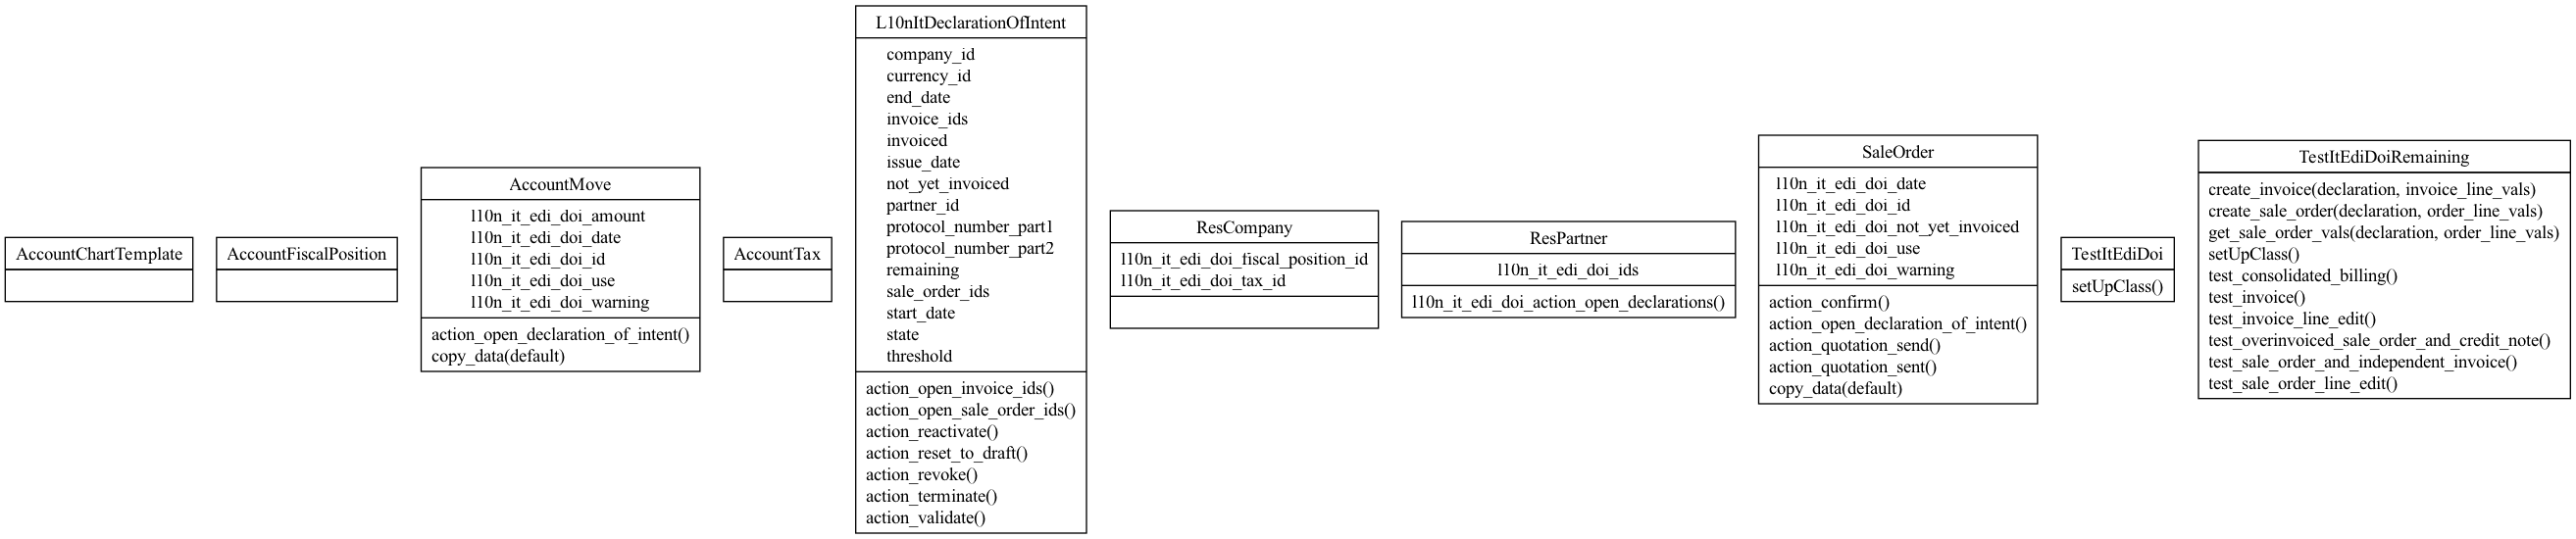 AccountChartTemplate
AccountFiscalPosition
AccountMove
l10n_it_edi_doi_amount
l10n_it_edi_doi_date
l10n_it_edi_doi_id
l10n_it_edi_doi_use
l10n_it_edi_doi_warning
action_open_declaration_of_intent()
copy_data(default)
AccountTax
L10nItDeclarationOfIntent
company_id
currency_id
end_date
invoice_ids
invoiced
issue_date
not_yet_invoiced
partner_id
protocol_number_part1
protocol_number_part2
remaining
sale_order_ids
start_date
state
threshold
action_open_invoice_ids()
action_open_sale_order_ids()
action_reactivate()
action_reset_to_draft()
action_revoke()
action_terminate()
action_validate()
ResCompany
l10n_it_edi_doi_fiscal_position_id
l10n_it_edi_doi_tax_id
ResPartner
l10n_it_edi_doi_ids
l10n_it_edi_doi_action_open_declarations()
SaleOrder
l10n_it_edi_doi_date
l10n_it_edi_doi_id
l10n_it_edi_doi_not_yet_invoiced
l10n_it_edi_doi_use
l10n_it_edi_doi_warning
action_confirm()
action_open_declaration_of_intent()
action_quotation_send()
action_quotation_sent()
copy_data(default)
TestItEdiDoi
setUpClass()
TestItEdiDoiRemaining
create_invoice(declaration, invoice_line_vals)
create_sale_order(declaration, order_line_vals)
get_sale_order_vals(declaration, order_line_vals)
setUpClass()
test_consolidated_billing()
test_invoice()
test_invoice_line_edit()
test_overinvoiced_sale_order_and_credit_note()
test_sale_order_and_independent_invoice()
test_sale_order_line_edit()